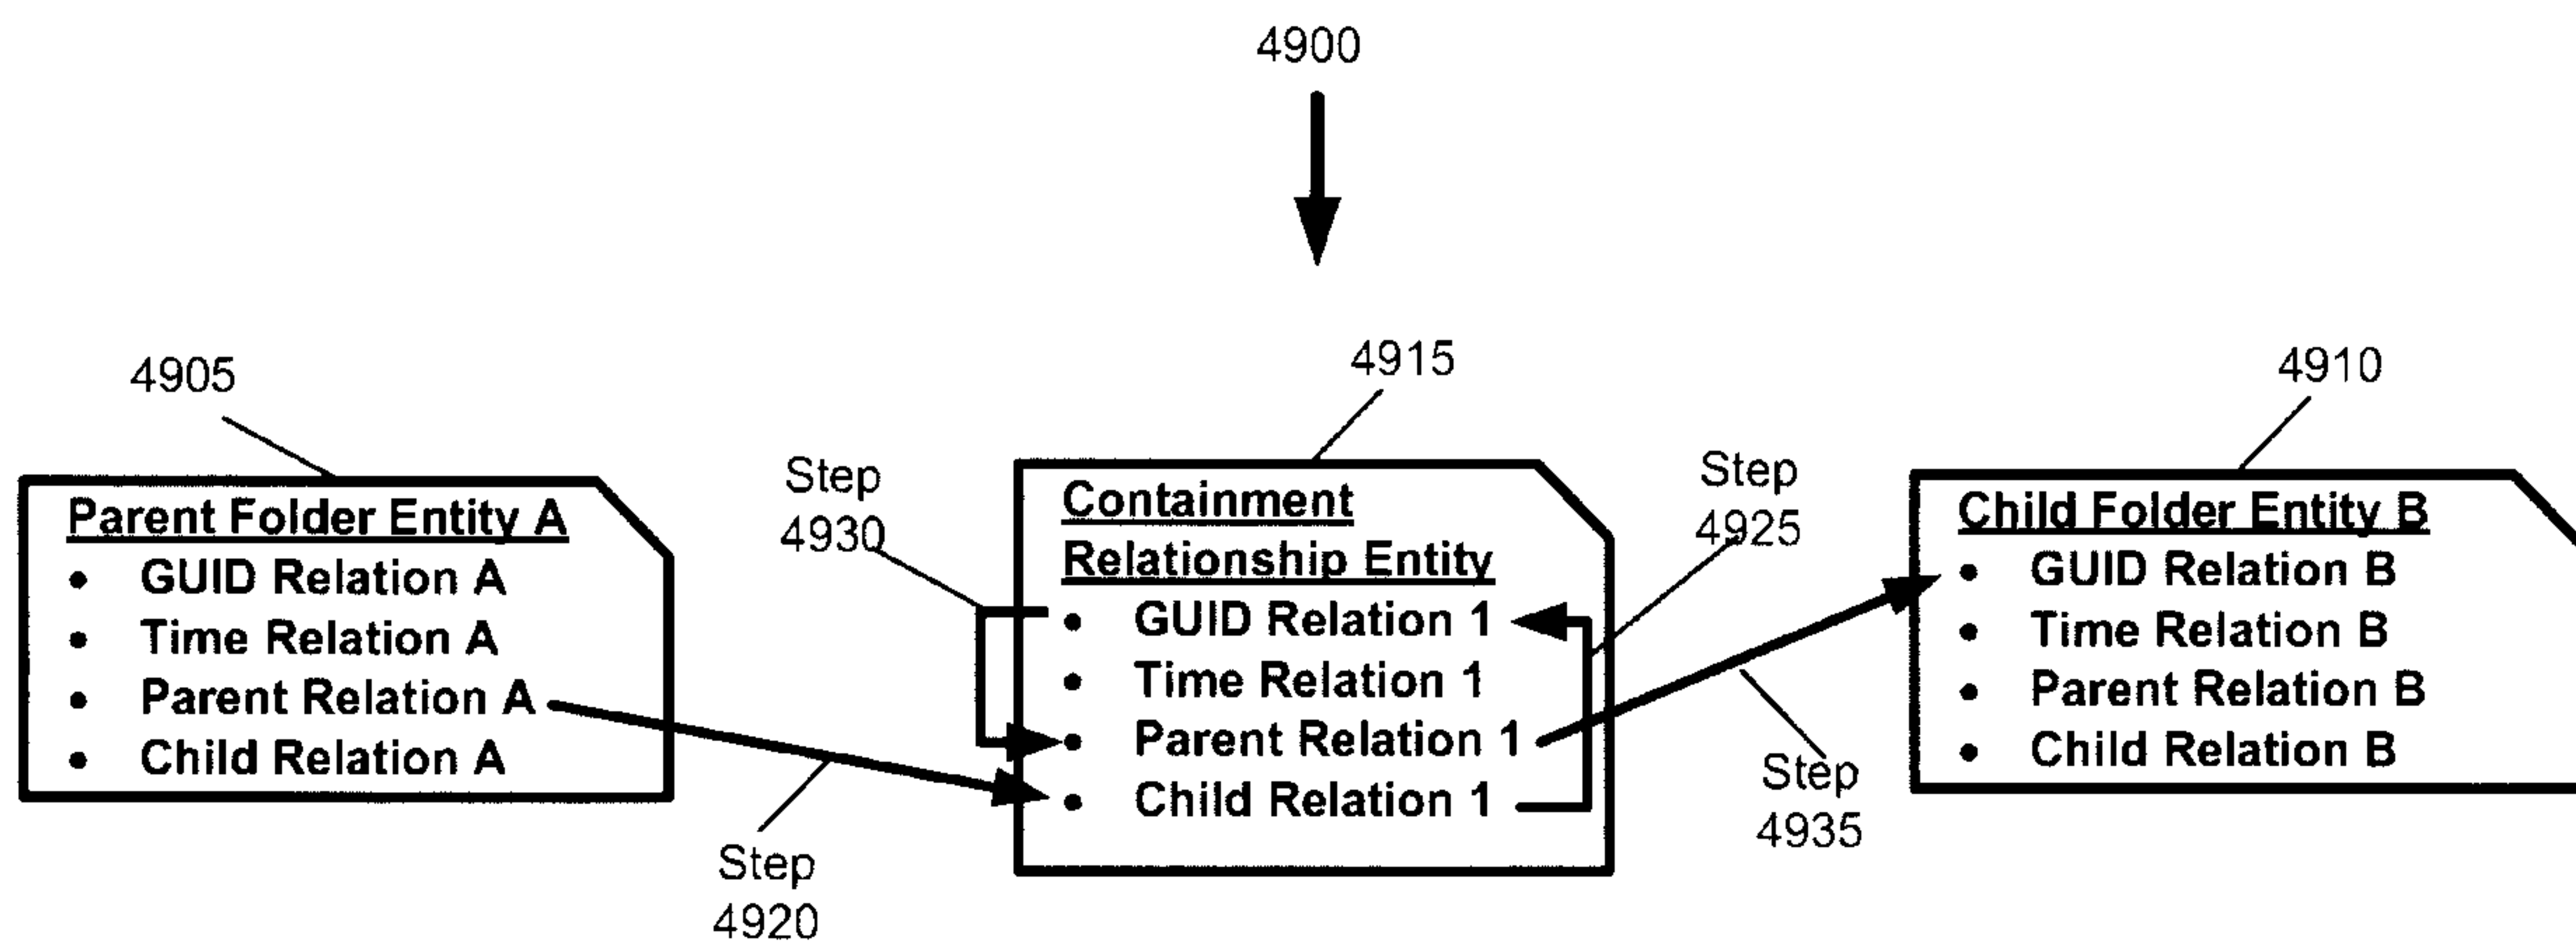 4900
4905
4915
4910
Step
4930
Step
4925
Parent Folder Entity A
• GUID Relation A
• Time Relation A
• Parent Relation A
• Child Relation A
Containment
Relationship Entity
• GUID Relation 1
• Time Relation 1
• Parent Relation 1
• Child Relation 1
Child Folder Entity B
• GUID Relation B
• Time Relation B
• Parent Relation B
• Child Relation B
Step
4920
Step
4935